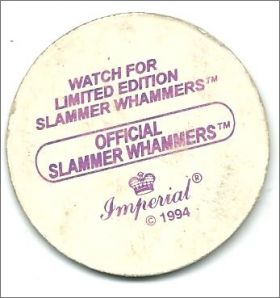 WATCH FOR
LIMITED EDITION
SLAMMER WHAMMERS™
OFFICIAL
SLAMMER WHAMMERS™
Imperial®
© 1994